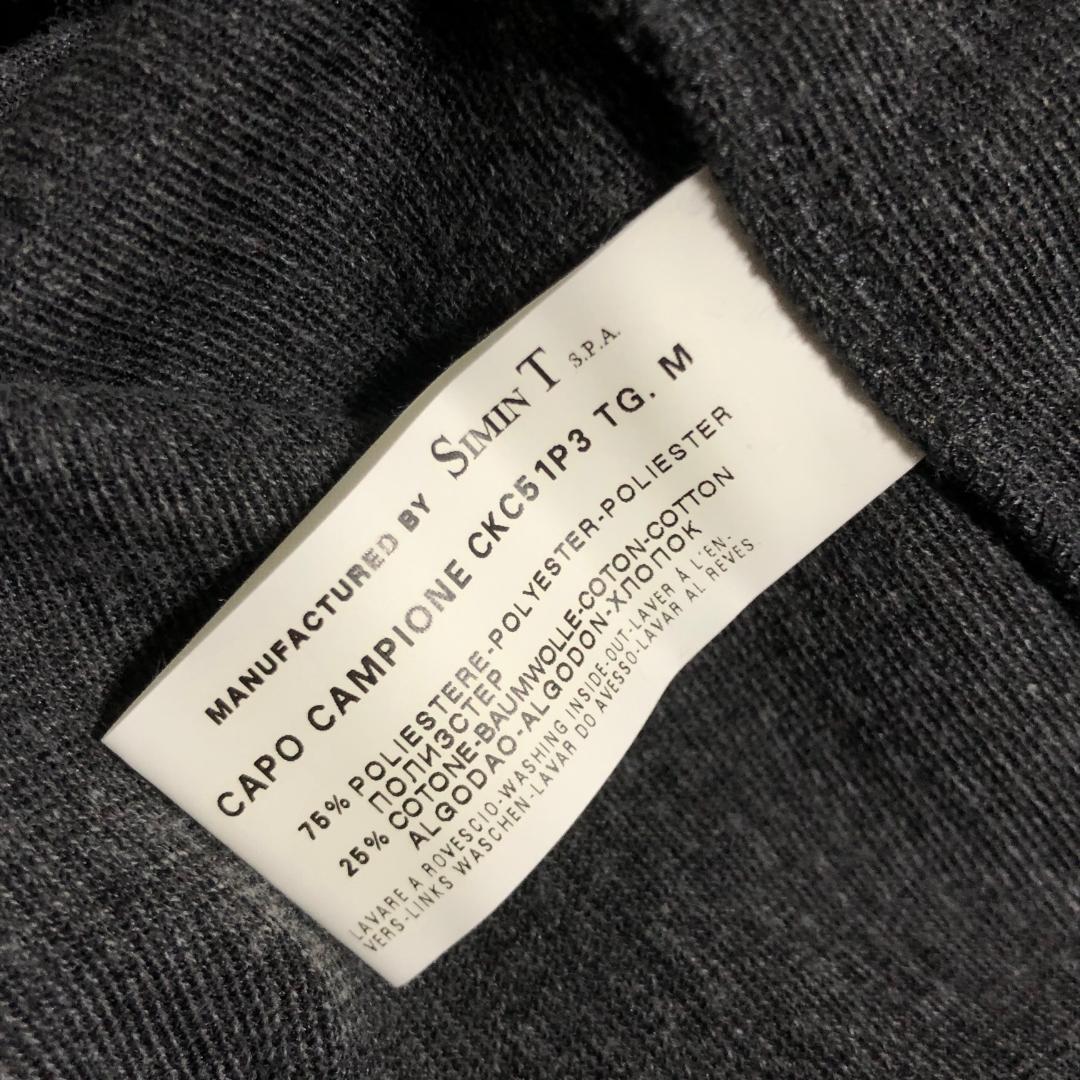 MANUFACTURED BY SIMIN T S.P.A.
CAPO CAMPIONE CKC51P3 TG. M
75% POLIESTERE-POLYESTER-POLIESTER
ПОЛИЗСТЕР
25% COTONE-BAUMWOLLE-COTON-COTTON
ALGODAO-ALGODON-ХЛОПОК
LAVARE A ROVESCIO-WASHING INSIDE-OUT-LAVER A L'EN-
VERS-LINKS WASCHEN-LAVAR DO AVESSO-LAVAR AL REVES.